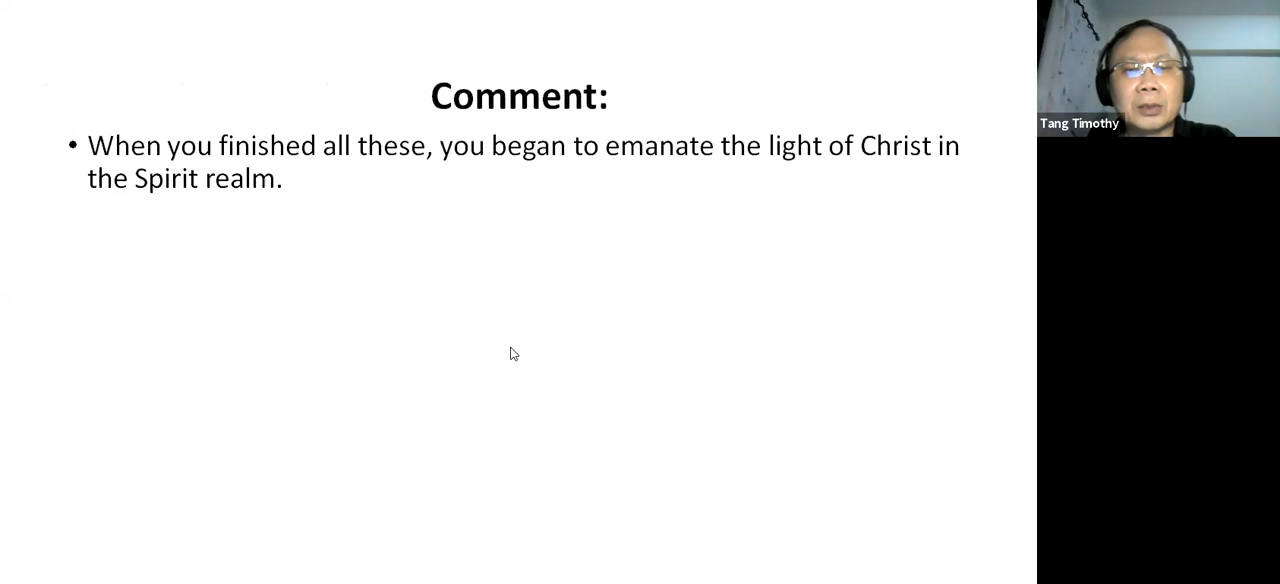 Comment:
• When you finished all these, you began to emanate the light of Christ in
the Spirit realm.
Tang Timothy